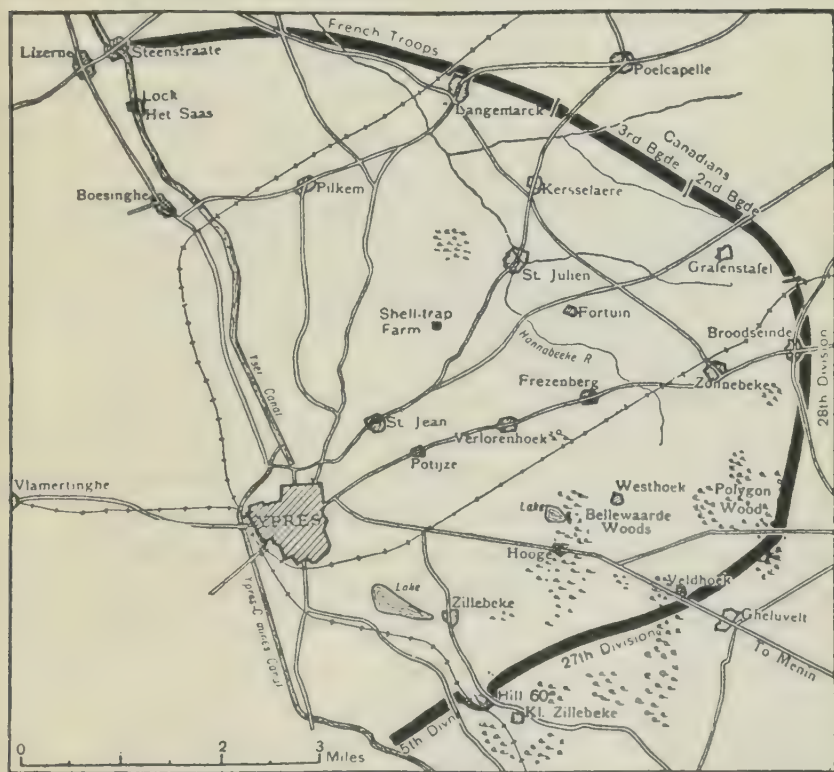 French Troops
Lizerne
Steenstraate
Poelcapelle
Lock
Het Saas
Langemarck
Canadians
3rd Bgde
2nd Bgde
Boesinghe
Pilkem
Kersselaere
St. Julien
Grafenstafel
Shell-trap
Farm
Fortuin
Hannabeeke R
Broodseinde
28th Division
Yser Canal
Frezenberg
Zonnebeke
St Jean
Verlorenhoek
Potijze
Vlamertinghe
YPRES
Lake
Westhoek
Bellewaarde
Woods
Polygon
Wood
Hooge
Veldhoek
Lake
Zillebeke
Gheluvelt
Ypres-C mines Canal
27th Division
To Menin
Hill 60
Kl. Zillebeke
5th Divn
0 1 2 3
Miles